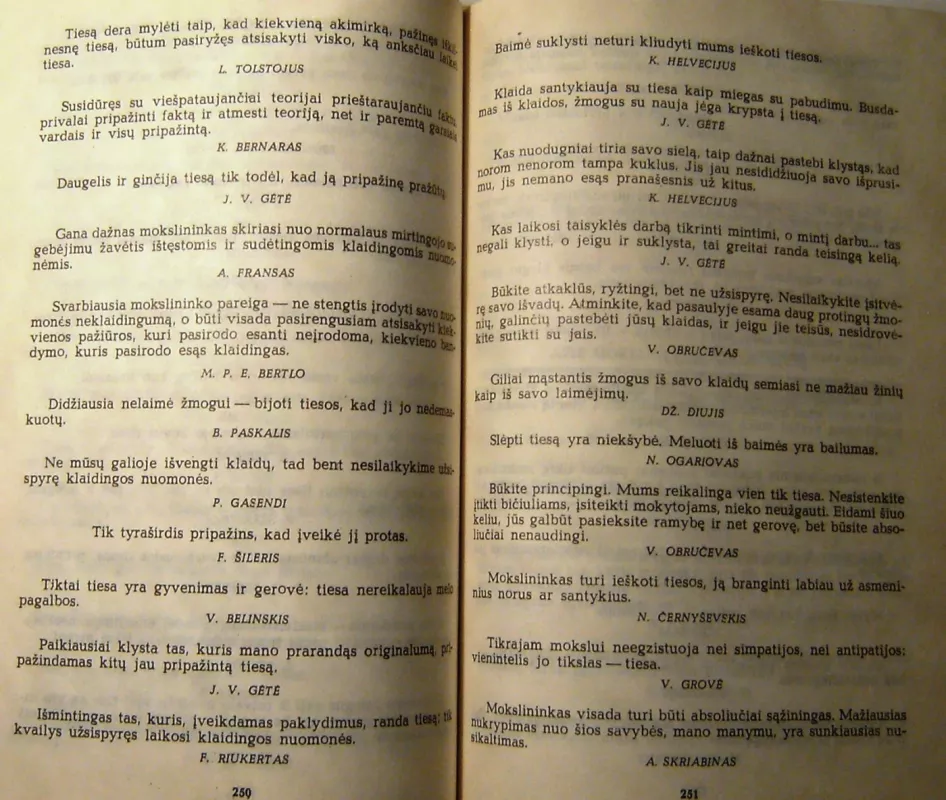 Tiesą dera mylėti taip, kad kiekvieną akimirką, pažinęs
nesnę tiesą, būtum pasiryžęs atsisakyti visko, ką anksčiau
tiesa.
L. TOLSTOJUS
Susidūręs su viešpataujančiai teorijai prieštaraujančiu faktu,
privalai pripažinti faktą ir atmesti teoriją, net ir paremtą garsiais
vardais ir visų pripažintą.
K. BERNARAS
Daugelis ir ginčija tiesą tik todėl, kad ją pripažinę pražūtų.
J. V. GĖTĖ
Gana dažnas mokslininkas skiriasi nuo normalaus mirtingojo su-
gebėjimu žavėtis ištęstomis ir sudėtingomis klaidingomis nuomo-
nėmis.
A. FRANSAS
Svarbiausia mokslininko pareiga — ne stengtis įrodyti savo nuo-
monės neklaidingumą, o būti visada pasirengusiam atsisakyti kiek-
vienos pažiūros, kuri pasirodo esanti neįrodoma, kiekvieno ban-
dymo, kuris pasirodo esąs klaidingas.
M. P. E. BERTLO
Didžiausia nelaimė žmogui — bijoti tiesos, kad ji jo nedemas-
kuotų.
B. PASKALIS
Ne mūsų galioje išvengti klaidų, tad bent nesilaikykime užsi-
spyrę klaidingos nuomonės.
P. GASENDI
Tik tyraširdis pripažins, kad įveikė jį protas.
F. ŠILERIS
Tiktai tiesa yra gyvenimas ir gerovė: tiesa nereikalauja melo
pagalbos.
V. BELINSKIS
Paikiausiai klysta tas, kuris mano prarandąs originalumą, pri-
pažindamas kitų jau pripažintą tiesą.
J. V. GĖTĖ
Išmintingas tas, kuris, įveikdamas paklydimus, randa tiesą; tik
kvailys užsispyręs laikosi klaidingos nuomonės.
F. RIUKERTAS
250
Baimė suklysti neturi kliudyti mums ieškoti tiesos.
K. HELVECIJUS
Klaida santykiauja su tiesa kaip miegas su pabudimu. Busda-
mas iš klaidos, žmogus su nauja jėga krypsta į tiesą.
J. V. GĖTĖ
Kas nuodugniai tiria savo sielą, taip dažnai pastebi klystąs, kad
norom nenorom tampa kuklus. Jis jau nesididžiuoja savo išprusi-
mu, jis nemano esąs pranašesnis už kitus.
K. HELVECIJUS
Kas laikosi taisyklės darbą tikrinti mintimi, o mintį darbu... tas
negali klysti, o jeigu ir suklysta, tai greitai randa teisingą kelią.
J. V. GĖTĖ
Būkite atkaklūs, ryžtingi, bet ne užsispyrę. Nesilaikykite įsitvė-
rę savo išvadų. Atminkite, kad pasaulyje esama daug protingų žmo-
nių, galinčių pastebėti jūsų klaidas, ir jeigu jie teisūs, nesidrovė-
kite sutikti su jais.
V. OBRUČEVAS
Giliai mąstantis žmogus iš savo klaidų semiasi ne mažiau žinių
kaip iš savo laimėjimų.
DŽ. DIUJIS
Slėpti tiesą yra niekšybė. Meluoti iš baimės yra bailumas.
N. OGARIOVAS
Būkite principingi. Mums reikalinga vien tik tiesa. Nesistenkite
įtikti bičiuliams, įsiteikti mokytojams, nieko neužgauti. Eidami šiuo
keliu, jūs galbūt pasieksite ramybę ir net gerovę, bet būsite abso-
liučiai nenaudingi.
V. OBRUČEVAS
Mokslininkas turi ieškoti tiesos, ją branginti labiau už asmeni-
nius norus ar santykius.
N. ČERNYŠEVSKIS
Tikrajam mokslui neegzistuoja nei simpatijos, nei antipatijos:
vienintelis jo tikslas — tiesa.
V. GROVĖ
Mokslininkas visada turi būti absoliučiai sąžiningas. Mažiausias
nukrypimas nuo šios savybės, mano manymu, yra sunkiausias nu-
sikaltimas.
A. SKRIABINAS
251